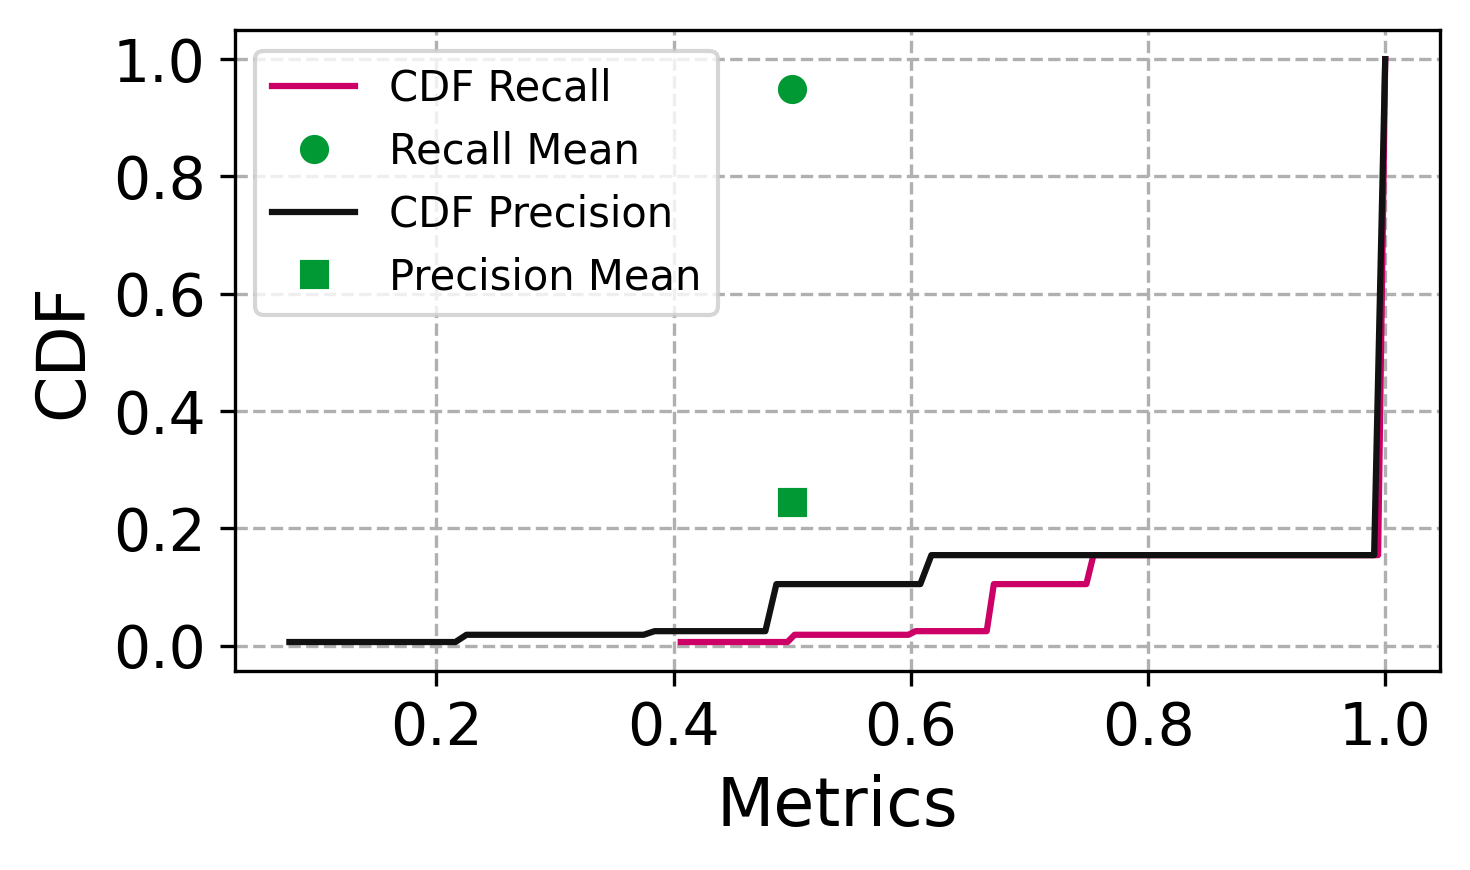 CDF Recall
Recall Mean
CDF Precision
Precision Mean
1.0
0.8
0.6
0.4
0.2
0.0
CDF
0.2 0.4 0.6 0.8 1.0
Metrics